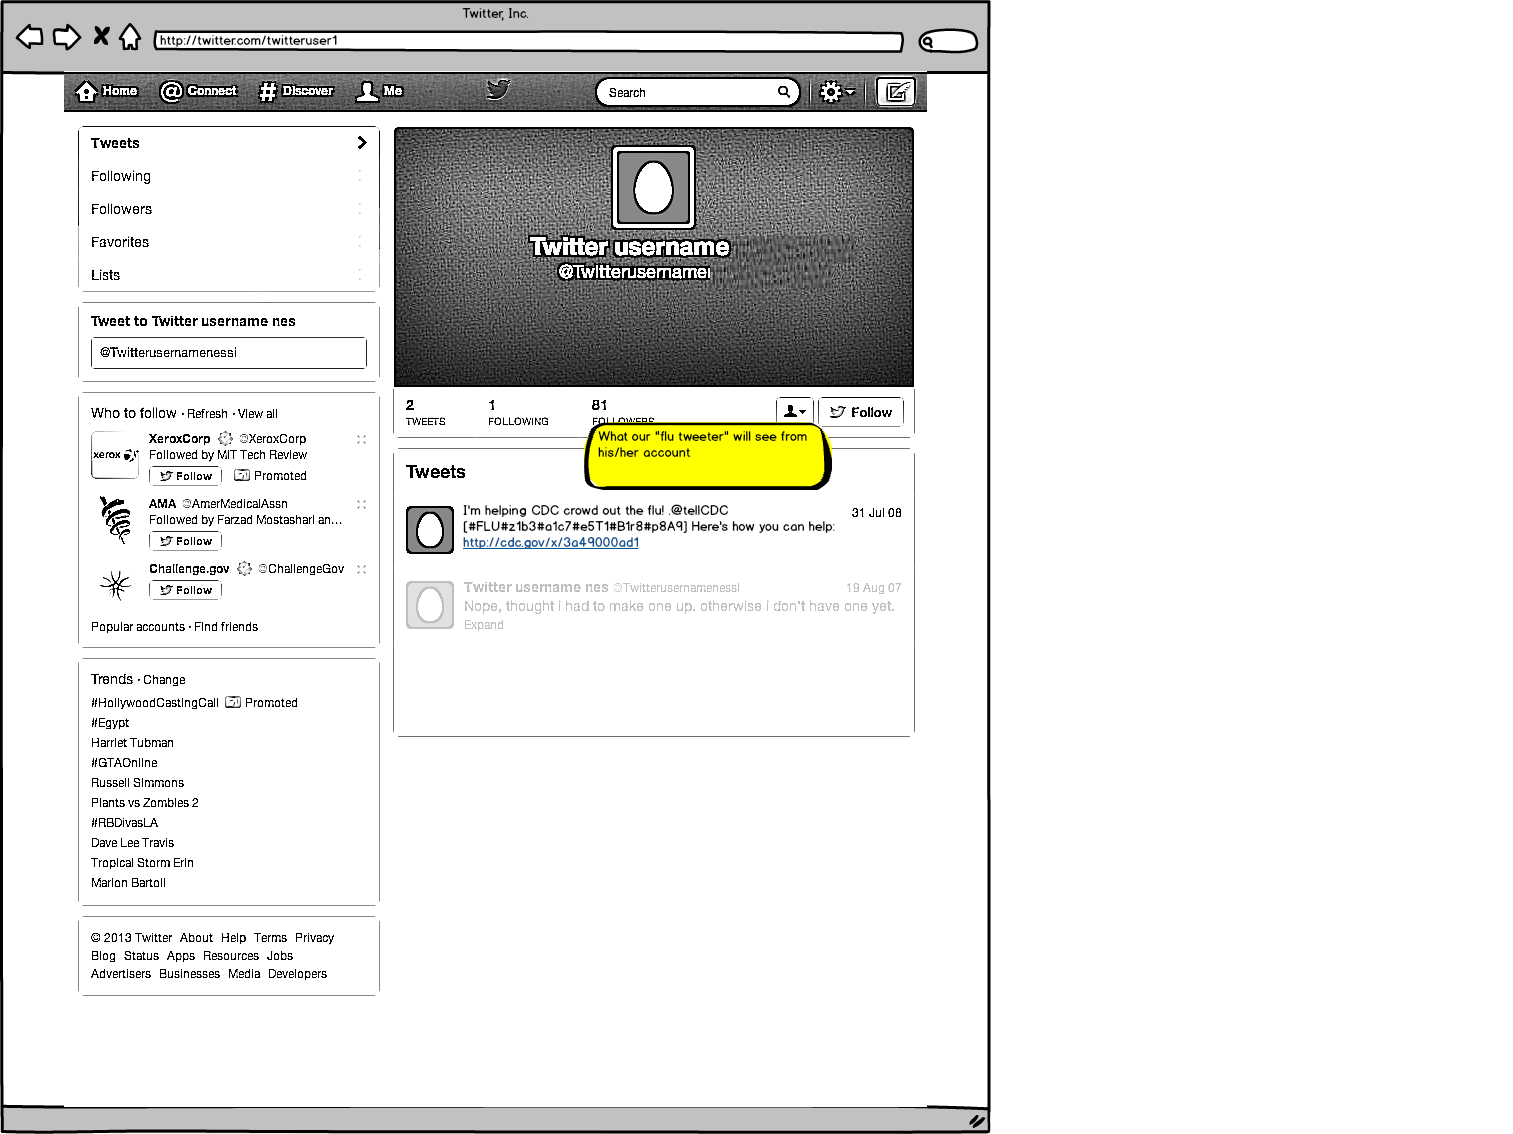 Twitter, Inc.
http://twitter.com/twitteruser1
Home Connect Discover Me Search
Tweets
Following
Followers
Favorites
Lists
Tweet to Twitter username nes
@Twitterusernamenessi
Who to follow · Refresh · View all
XeroxCorp @XeroxCorp
Followed by MIT Tech Review
Follow Promoted
xerox
AMA @AmerMedicalAssn
Followed by Farzad Mostashari an...
Follow
Challenge.gov @ChallengeGov
Follow
Popular accounts · Find friends
Trends · Change
#HollywoodCastingCall Promoted
#Egypt
Harriet Tubman
#GTAOnline
Russell Simmons
Plants vs Zombies 2
#RBDivasLA
Dave Lee Travis
Tropical Storm Erin
Marion Bartoli
© 2013 Twitter About Help Terms Privacy
Blog Status Apps Resources Jobs
Advertisers Businesses Media Developers
Twitter username
@Twitterusername
2 1 81
TWEETS FOLLOWING FOLLOWERS
Follow
What our "flu tweeter" will see from
his/her account
Tweets
I'm helping CDC crowd out the flu! .@tellCDC 31 Jul 08
[#FLU#z1b3#a1c7#e5T1#B1r8#p8A9] Here's how you can help:
http://cdc.gov/x/3a49000ad1
Twitter username nes @Twitterusernamenessi 19 Aug 07
Nope, thought i had to make one up. otherwise i don't have one yet.
Expand